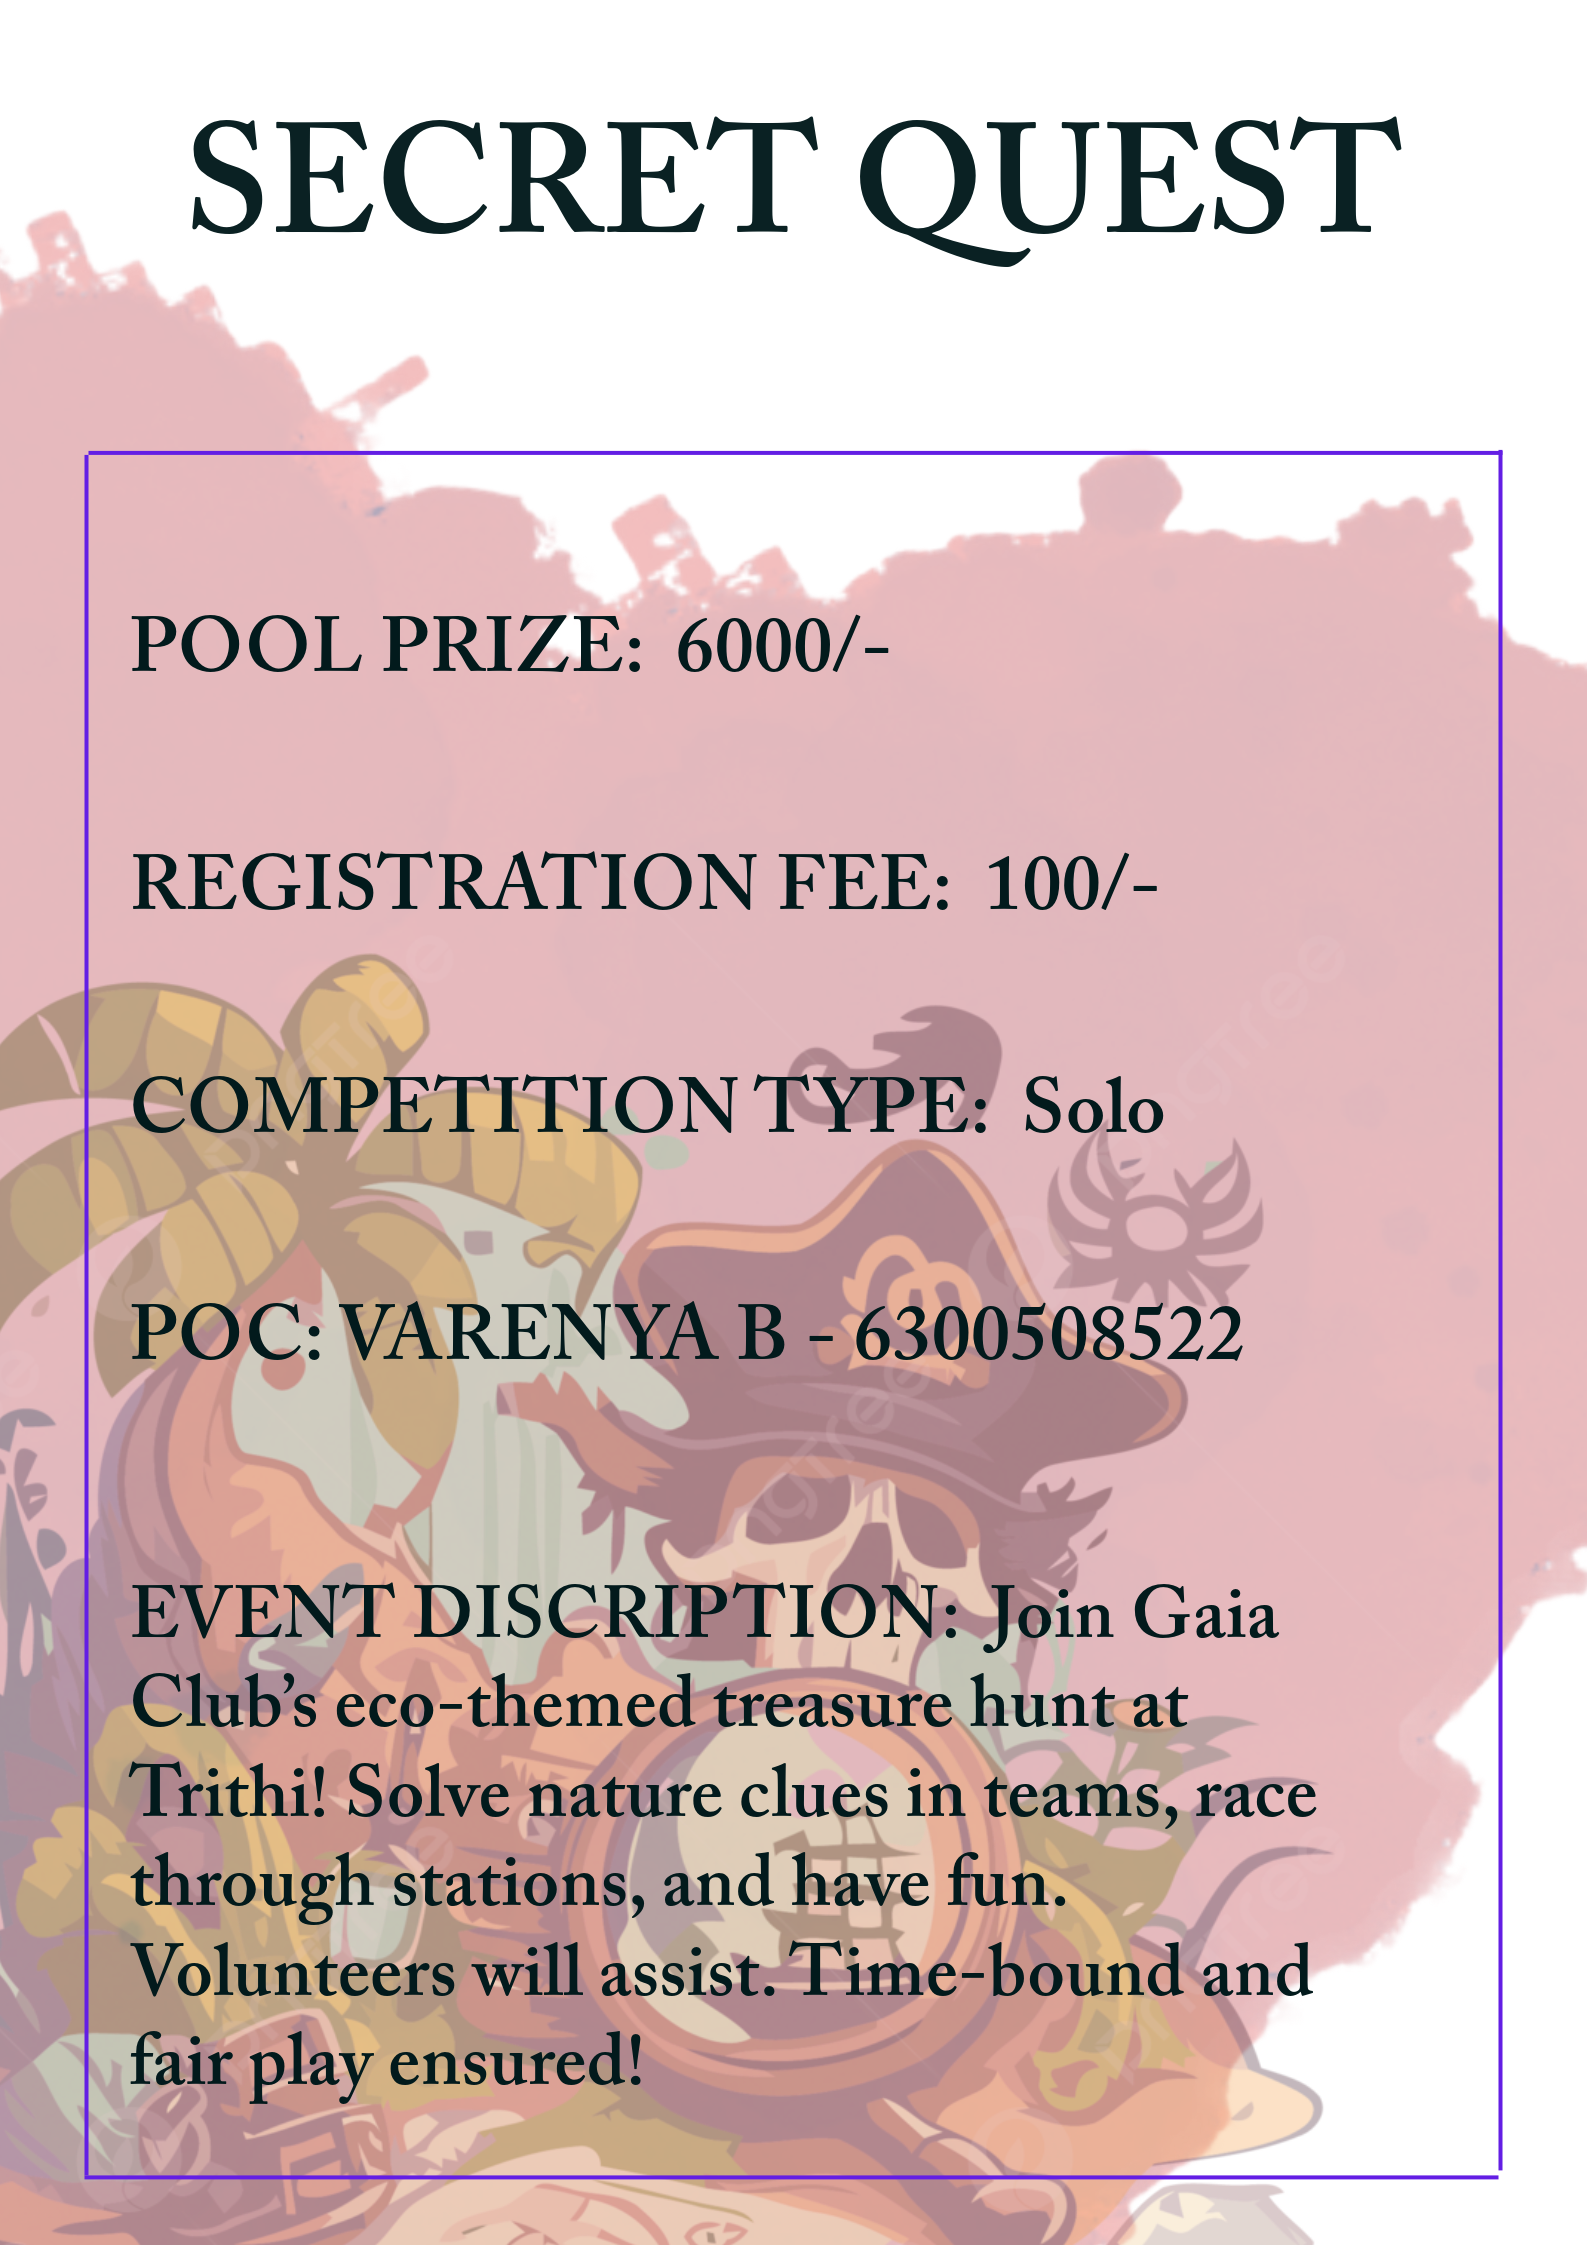 SECRET QUEST
POOL PRIZE: 6000/-
REGISTRATION FEE: 100/-
COMPETITION TYPE: Solo
POC: VARENYA B - 6300508522
EVENT DISCRIPTION: Join Gaia
Club’s eco-themed treasure hunt at
Trithi! Solve nature clues in teams, race
through stations, and have fun.
Volunteers will assist. Time-bound and
fair play ensured!